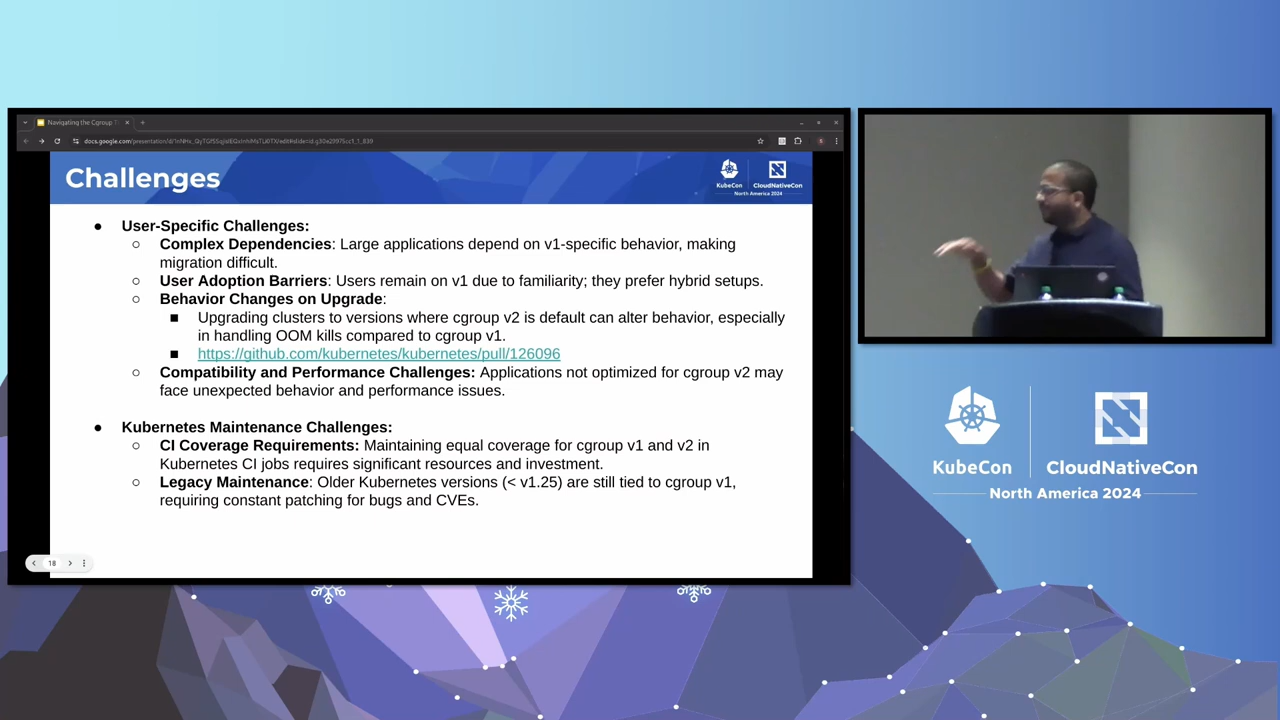 Navigating the Cgroup
Challenges
KubeCon
CloudNativeCon
North America 2024
● User-Specific Challenges:
○ Complex Dependencies: Large applications depend on v1-specific behavior, making
migration difficult.
○ User Adoption Barriers: Users remain on v1 due to familiarity; they prefer hybrid setups.
○ Behavior Changes on Upgrade:
■ Upgrading clusters to versions where cgroup v2 is default can alter behavior, especially
in handling OOM kills compared to cgroup v1.
■ https://github.com/kubernetes/kubernetes/pull/126096
○ Compatibility and Performance Challenges: Applications not optimized for cgroup v2 may
face unexpected behavior and performance issues.
● Kubernetes Maintenance Challenges:
○ CI Coverage Requirements: Maintaining equal coverage for cgroup v1 and v2 in
Kubernetes CI jobs requires significant resources and investment.
○ Legacy Maintenance: Older Kubernetes versions (< v1.25) are still tied to cgroup v1,
requiring constant patching for bugs and CVEs.
18
KubeCon
CloudNativeCon
North America 2024